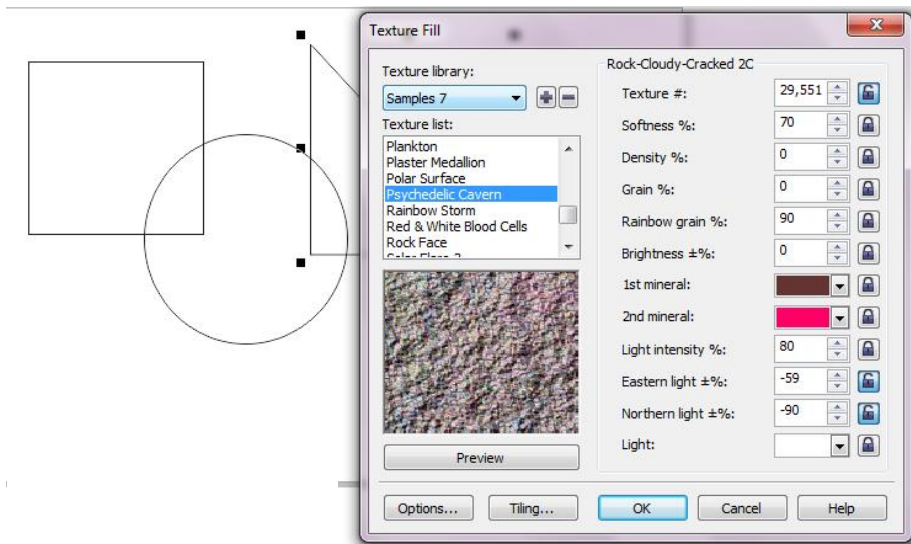 Texture Fill
Texture library:
Samples 7
Texture list:
Plankton
Plaster Medallion
Polar Surface
Psychedelic Cavern
Rainbow Storm
Red & White Blood Cells
Rock Face
Preview
Rock-Cloudy-Cracked 2C
Texture #: 29,551
Softness %: 70
Density %: 0
Grain %: 0
Rainbow grain %: 90
Brightness ±%: 0
1st mineral:
2nd mineral:
Light intensity %: 80
Eastern light ±%: -59
Northern light ±%: -90
Light:
Options... Tiling... OK Cancel Help